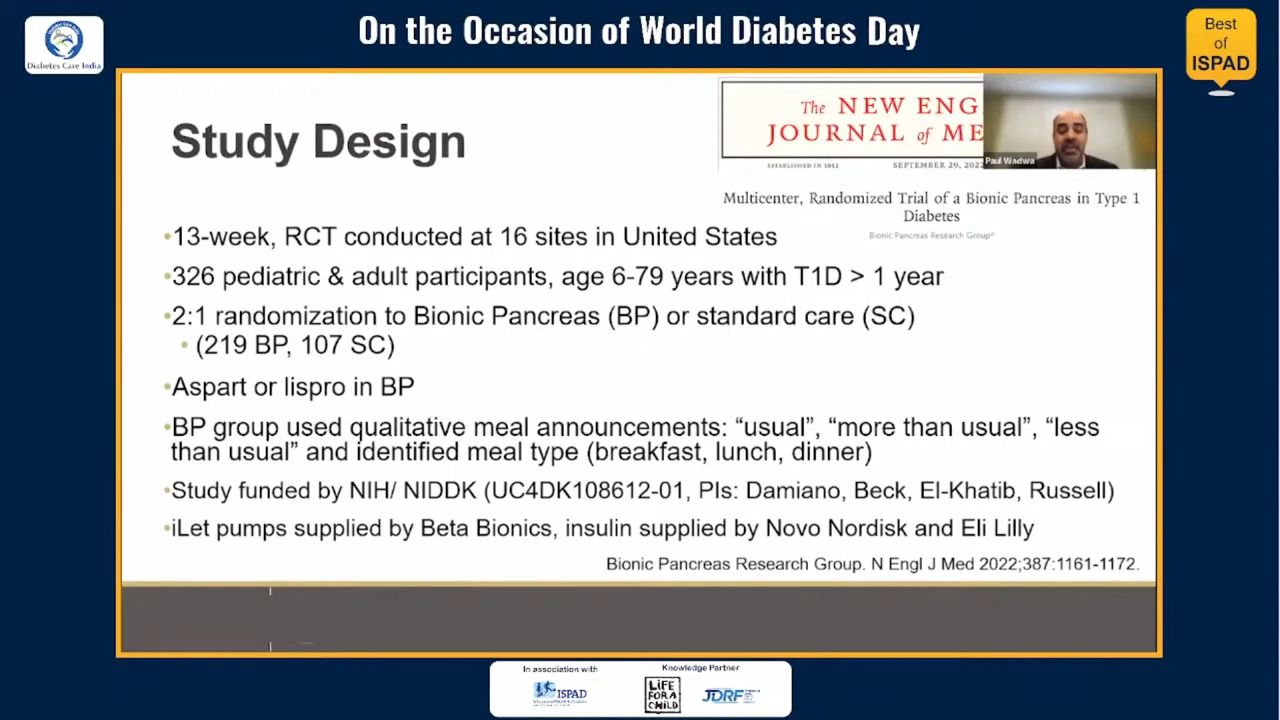 On the Occasion of World Diabetes Day
Diabetes Care India
Best
of
ISPAD
Study Design
The NEW ENG
JOURNAL of ME
ESTABLISHED IN 1812
SEPTEMBER 29, 202
Paul Wadwa
Multicenter, Randomized Trial of a Bionic Pancreas in Type 1
Diabetes
Bionic Pancreas Research Group*
•13-week, RCT conducted at 16 sites in United States
•326 pediatric & adult participants, age 6-79 years with T1D > 1 year
•2:1 randomization to Bionic Pancreas (BP) or standard care (SC)
• (219 BP, 107 SC)
•Aspart or lispro in BP
•BP group used qualitative meal announcements: “usual”, “more than usual”, “less
than usual” and identified meal type (breakfast, lunch, dinner)
•Study funded by NIH/ NIDDK (UC4DK108612-01, PIs: Damiano, Beck, El-Khatib, Russell)
•iLet pumps supplied by Beta Bionics, insulin supplied by Novo Nordisk and Eli Lilly
Bionic Pancreas Research Group. N Engl J Med 2022;387:1161-1172.
In association with
ISPAD
Knowledge Partner
LiFE
FOR A
CHiLD
JDRF